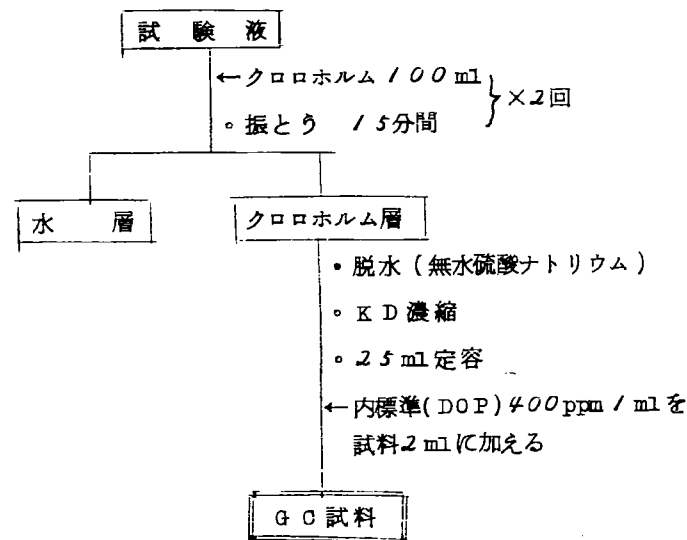 試験液
←クロロホルム100ml
。振とう 15分間
}×2回
水層
クロロホルム層
・脱水(無水硫酸ナトリウム)
。KD濃縮
。25ml定容
←内標準(DOP)400ppm/mlを
試料2mlに加える
GC試料